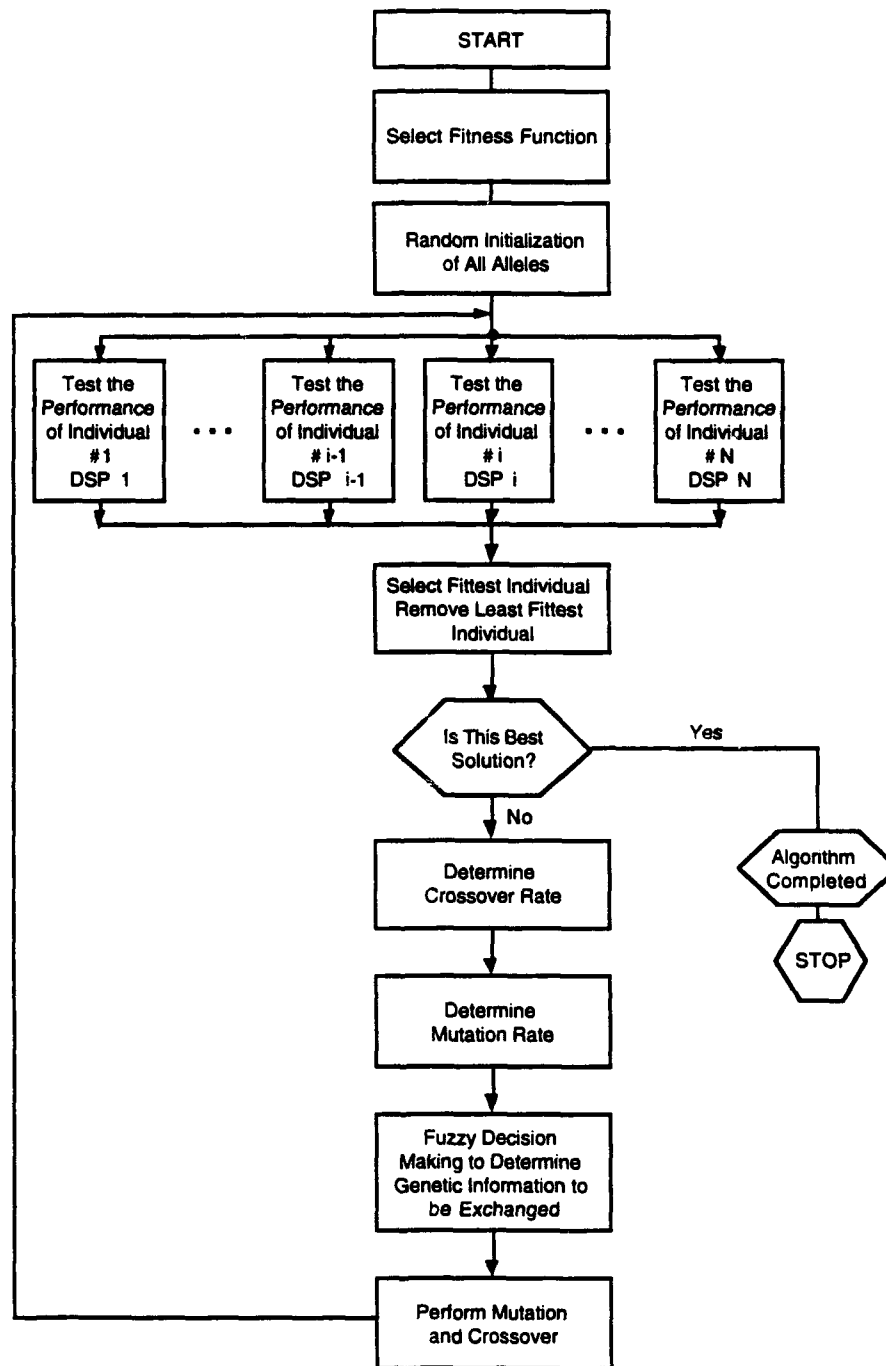 START
Select Fitness Function
Random Initialization
of All Alleles
Test the
Performance
of Individual
#1
DSP 1
• • •
Test the
Performance
of Individual
# i-1
DSP i-1
Test the
Performance
of Individual
# i
DSP i
• • •
Test the
Performance
of Individual
# N
DSP N
Select Fittest Individual
Remove Least Fittest
Individual
Is This Best
Solution?
Yes
No
Algorithm
Completed
STOP
Determine
Crossover Rate
Determine
Mutation Rate
Fuzzy Decision
Making to Determine
Genetic Information to
be Exchanged
Perform Mutation
and Crossover